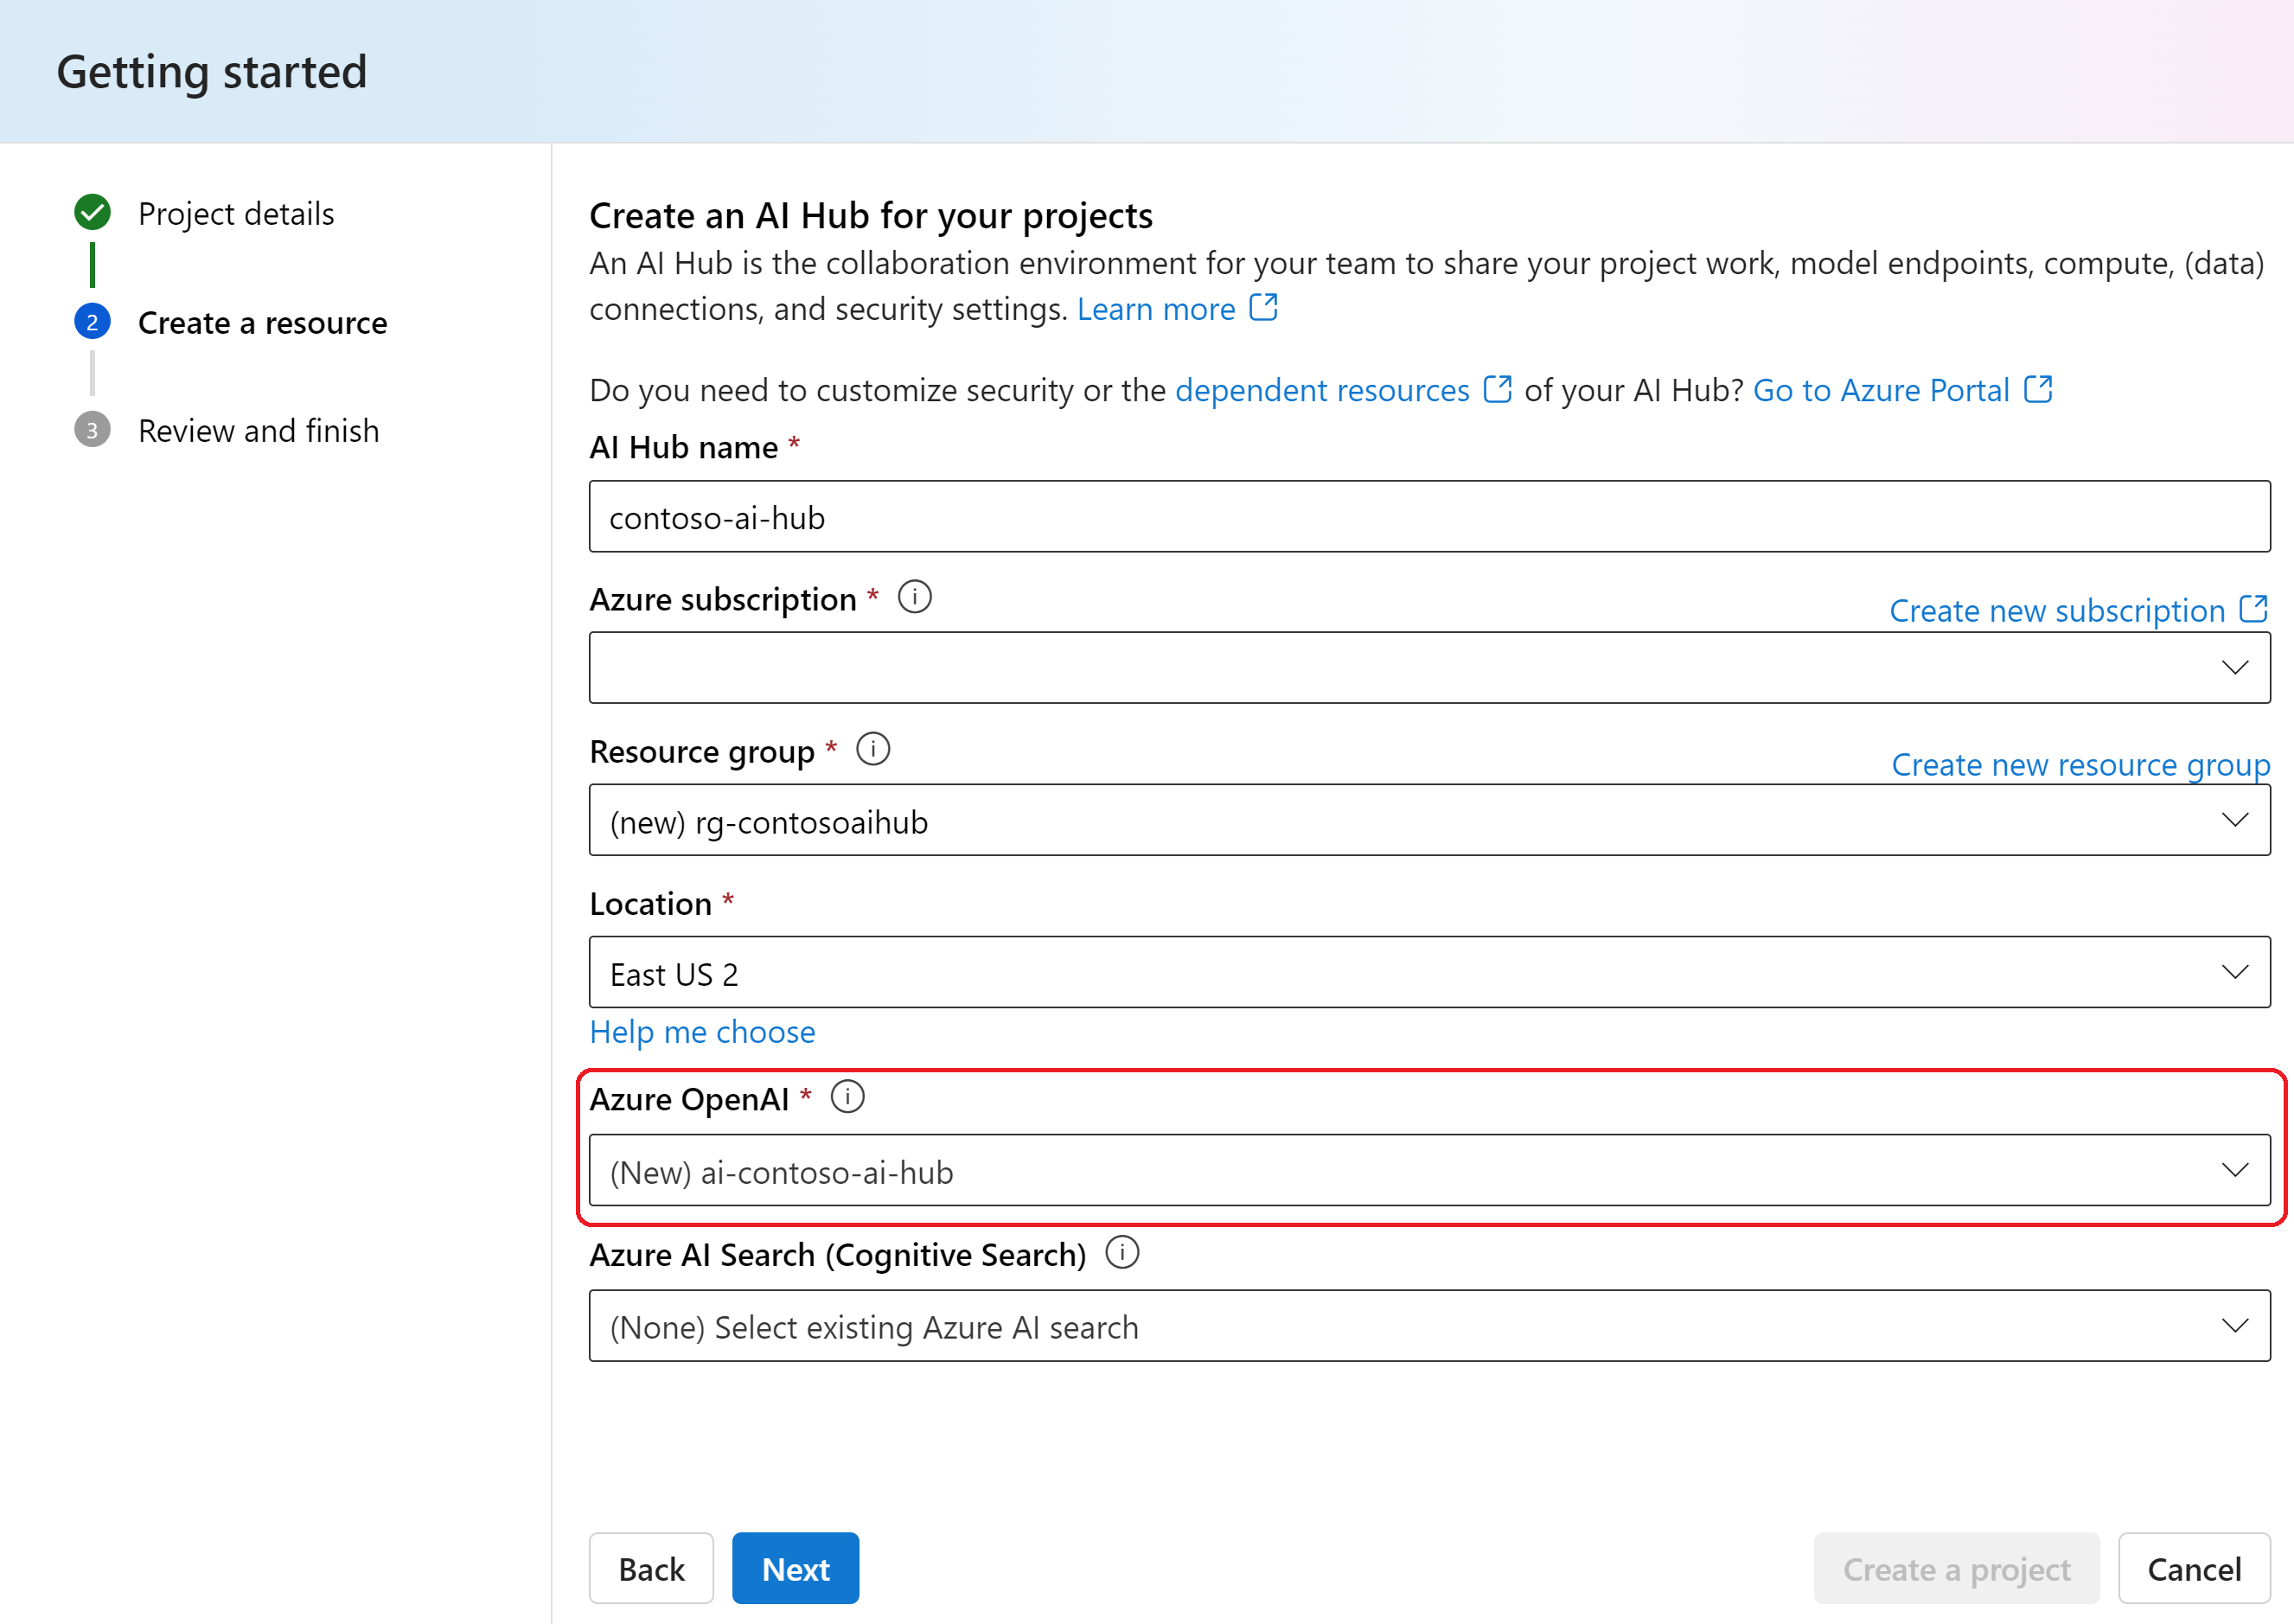 Getting started
Project details
2
Create a resource
3
Review and finish
Create an AI Hub for your projects
An AI Hub is the collaboration environment for your team to share your project work, model endpoints, compute, (data)
connections, and security settings. Learn more
Do you need to customize security or the dependent resources of your AI Hub? Go to Azure Portal
AI Hub name *
contoso-ai-hub
Azure subscription *
Create new subscription
Resource group *
Create new resource group
(new) rg-contosoaihub
Location *
East US 2
Help me choose
Azure OpenAI *
(New) ai-contoso-ai-hub
Azure AI Search (Cognitive Search)
(None) Select existing Azure AI search
Back
Next
Create a project
Cancel